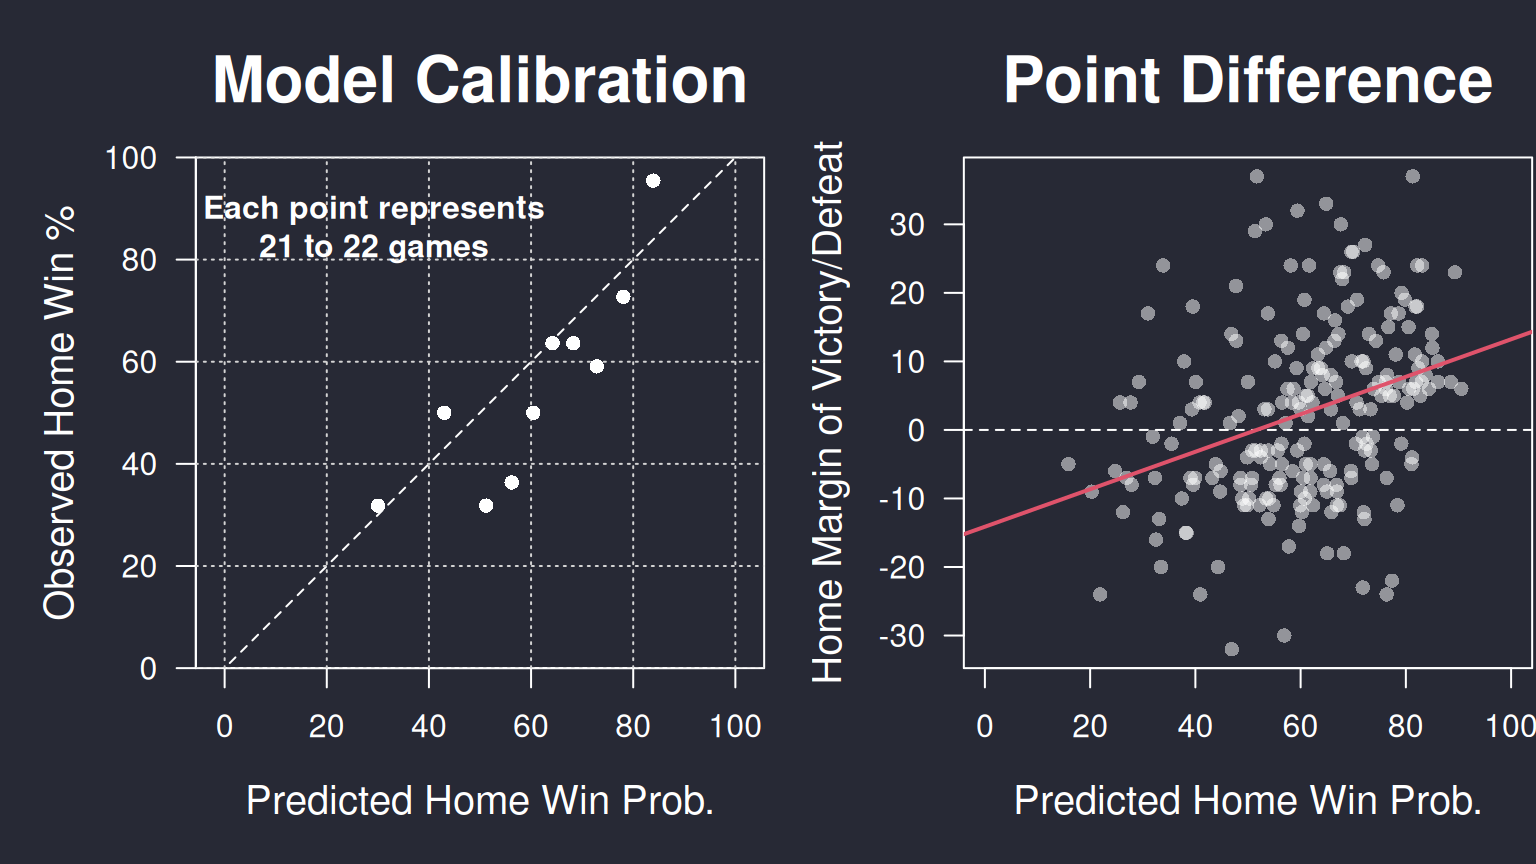 Model Calibration
Observed Home Win %
100
80
60
40
20
0
Each point represents
21 to 22 games
0 20 40 60 80 100
Predicted Home Win Prob.
Point Difference
Home Margin of Victory/Defeat
30
20
10
0
-10
-20
-30
0 20 40 60 80 100
Predicted Home Win Prob.